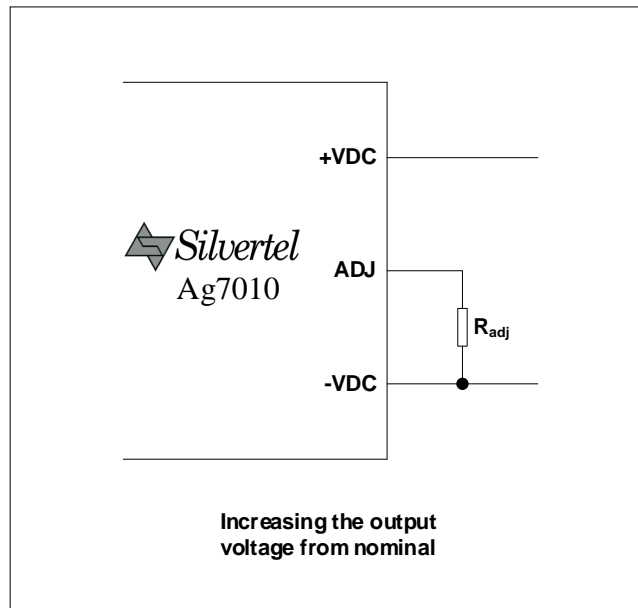 +VDC
Silvertel
Ag7010
ADJ
Radj
-VDC
Increasing the output
voltage from nominal